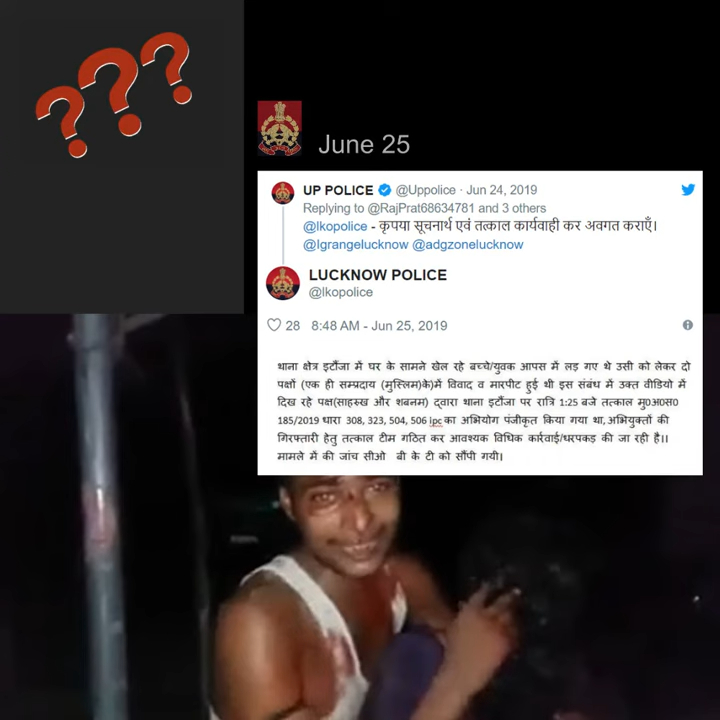 ???
June 25
UP POLICE @Uppolice · Jun 24, 2019
Replying to @RajPrat68634781 and 3 others
@lkopolice - कृपया सूचनार्थ एवं तत्काल कार्यवाही कर अवगत कराएँ।
@Igrangelucknow @adgzonelucknow
LUCKNOW POLICE
@lkopolice
28 8:48 AM - Jun 25, 2019
थाना क्षेत्र इटौंजा में घर के सामने खेल रहे बच्चे/युवक आपस में लड़ गए थे उसी को लेकर दो
पक्षों (एक ही सम्प्रदाय (मुस्लिम)के)में विवाद व मारपीट हुई थी इस संबंध में उक्त वीडियो में
दिख रहे पक्ष(साहरुख और शबनम) द्वारा थाना इटौंजा पर रात्रि 1:25 बजे तत्काल मु0अ0स0
185/2019 धारा 308, 323, 504, 506 ipc का अभियोग पंजीकृत किया गया था,अभियुक्तों की
गिरफ्तारी हेतु तत्काल टीम गठित कर आवश्यक विधिक कार्रवाई/धरपकड़ की जा रही है।।
मामले में की जांच सीओ बी के टी को सौंपी गयी।